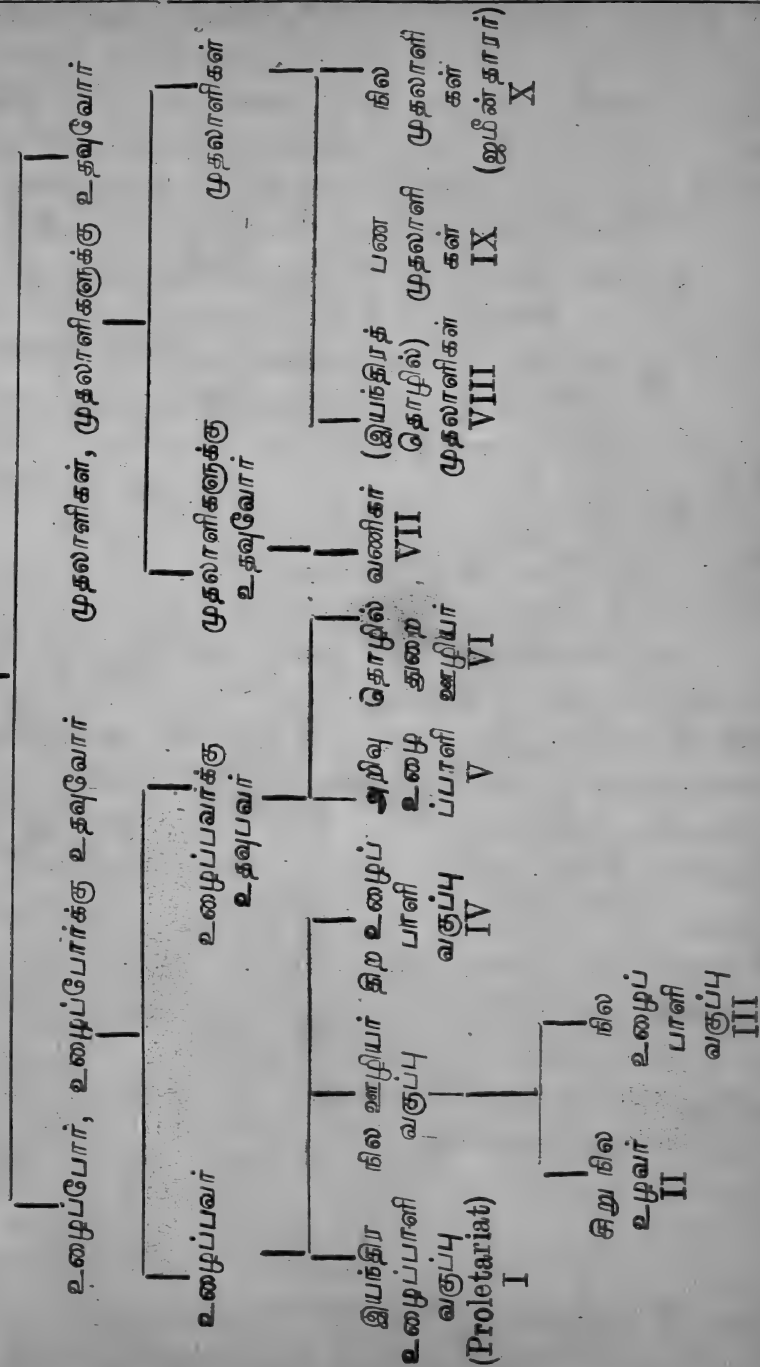 உழைப்போர், உழைப்போர்க்கு உதவுவோர்
முதலாளிகள், முதலாளிகளுக்கு உதவுவோர்
உழைப்பவர்
உழைப்பவர்க்கு
உதவுபவர்
முதலாளிகளுக்கு
உதவுவோர்
முதலாளிகள்
இயந்திர
உழைப்பாளி
வகுப்பு
(Proletariat)
I
நில ஊழியர்
வகுப்பு
சிறு நில
உழவர்
II
நில
உழைப்
பாளி
வகுப்பு
III
திற உழைப்
பாளி
வகுப்பு
IV
அறிவு
உழை
ப்பாளி
V
தொழில்
துறை
ஊழியர்
VI
வணிகர்
VII
(இயந்திரத்
தொழில்)
முதலாளிகள்
VIII
பண
முதலாளி
கள்
IX
நில
முதலாளி
கள்
(ஜமீன்தாரர்)
X